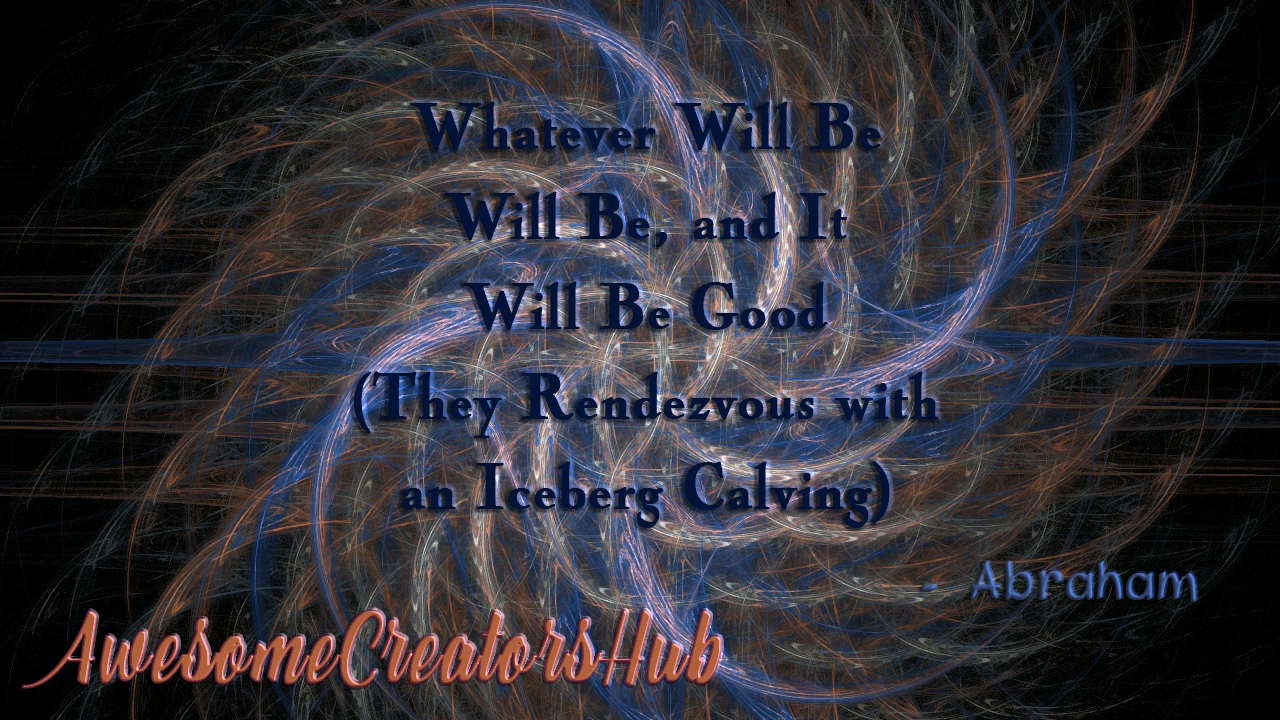 Whatever Will Be
Will Be, and It
Will Be Good
(They Rendezvous with
an Iceberg Calving)
- Abraham
AwesomeCreatorsHub